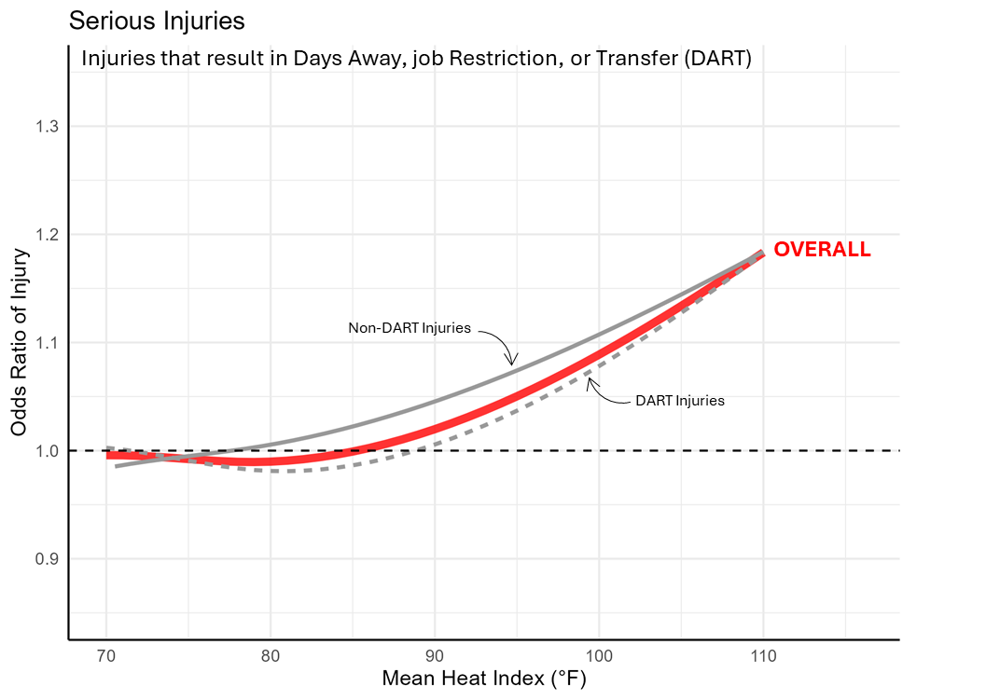 Serious Injuries
Injuries that result in Days Away, job Restriction, or Transfer (DART)
1.3
1.2
OVERALL
Non-DART Injuries
1.1
DART Injuries
1.0
0.9
Odds Ratio of Injury
70 80 90 100 110
Mean Heat Index (°F)